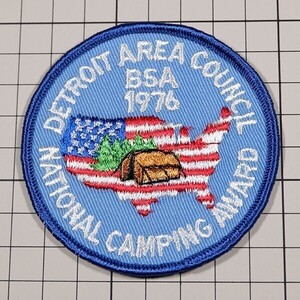 DETROIT AREA COUNCIL
BSA
1976
NATIONAL CAMPING AWARD